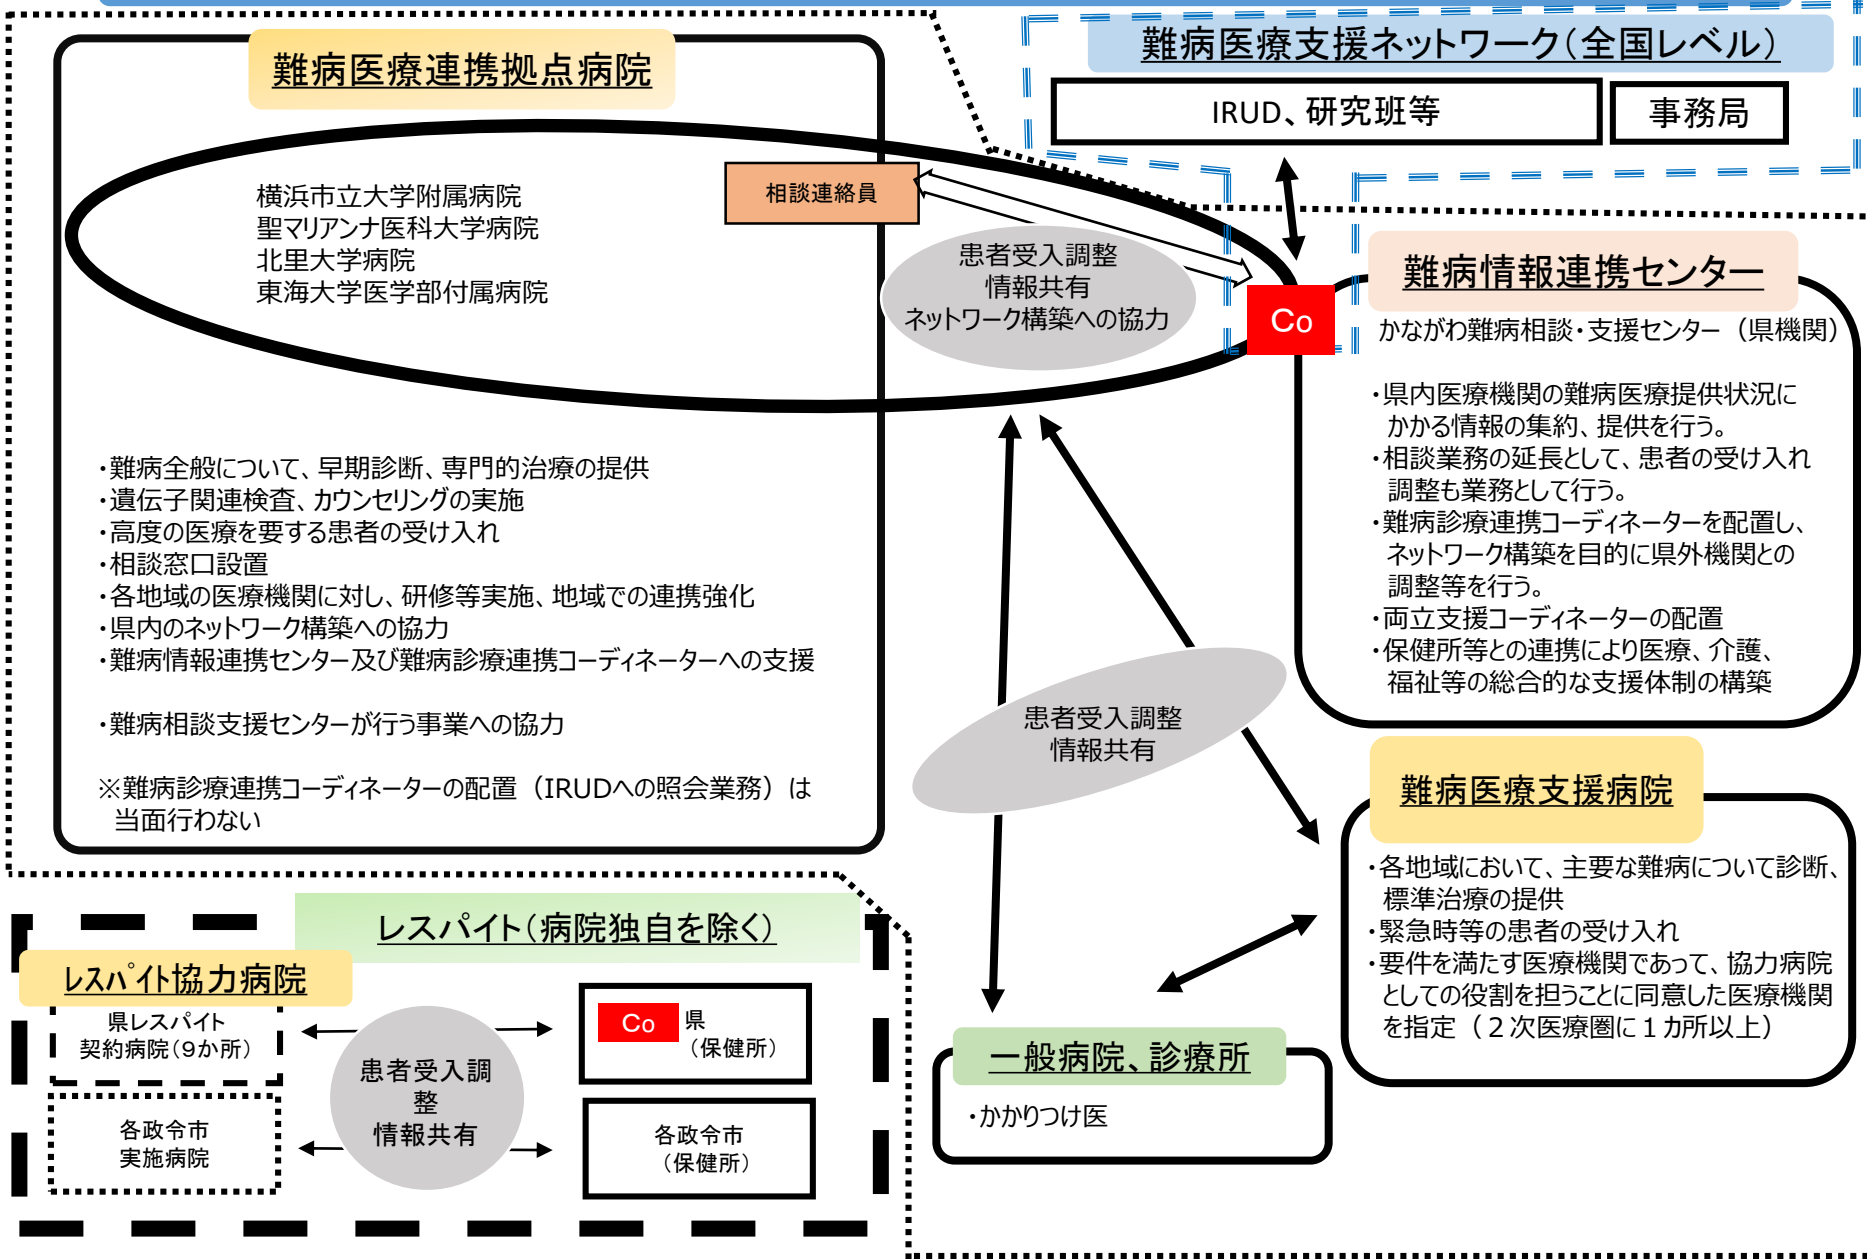 難病医療連携拠点病院
横浜市立大学附属病院
聖マリアンナ医科大学病院
北里大学病院
東海大学医学部付属病院
相談連絡員
患者受入調整
情報共有
ネットワーク構築への協力
・難病全般について、早期診断、専門的治療の提供
・遺伝子関連検査、カウンセリングの実施
・高度の医療を要する患者の受け入れ
・相談窓口設置
・各地域の医療機関に対し、研修等実施、地域での連携強化
・県内のネットワーク構築への協力
・難病情報連携センター及び難病診療連携コーディネーターへの支援
・難病相談支援センターが行う事業への協力
※難病診療連携コーディネーターの配置（IRUDへの照会業務）は
当面行わない
難病医療支援ネットワーク（全国レベル）
IRUD、研究班等
事務局
Co
難病情報連携センター
かながわ難病相談・支援センター（県機関）
・県内医療機関の難病医療提供状況に
かかる情報の集約、提供を行う。
・相談業務の延長として、患者の受け入れ
調整も業務として行う。
・難病診療連携コーディネーターを配置し、
ネットワーク構築を目的に県外機関との
調整等を行う。
・両立支援コーディネーターの配置
・保健所等との連携により医療、介護、
福祉等の総合的な支援体制の構築
患者受入調整
情報共有
難病医療支援病院
・各地域において、主要な難病について診断、
標準治療の提供
・緊急時等の患者の受け入れ
・要件を満たす医療機関であって、協力病院
としての役割を担うことに同意した医療機関
を指定（２次医療圏に１カ所以上）
一般病院、診療所
・かかりつけ医
レスパイト（病院独自を除く）
ﾚｽﾊﾟｲﾄ協力病院
県レスパイト
契約病院（9か所）
各政令市
実施病院
患者受入調
整
情報共有
Co 県
（保健所）
各政令市
（保健所）